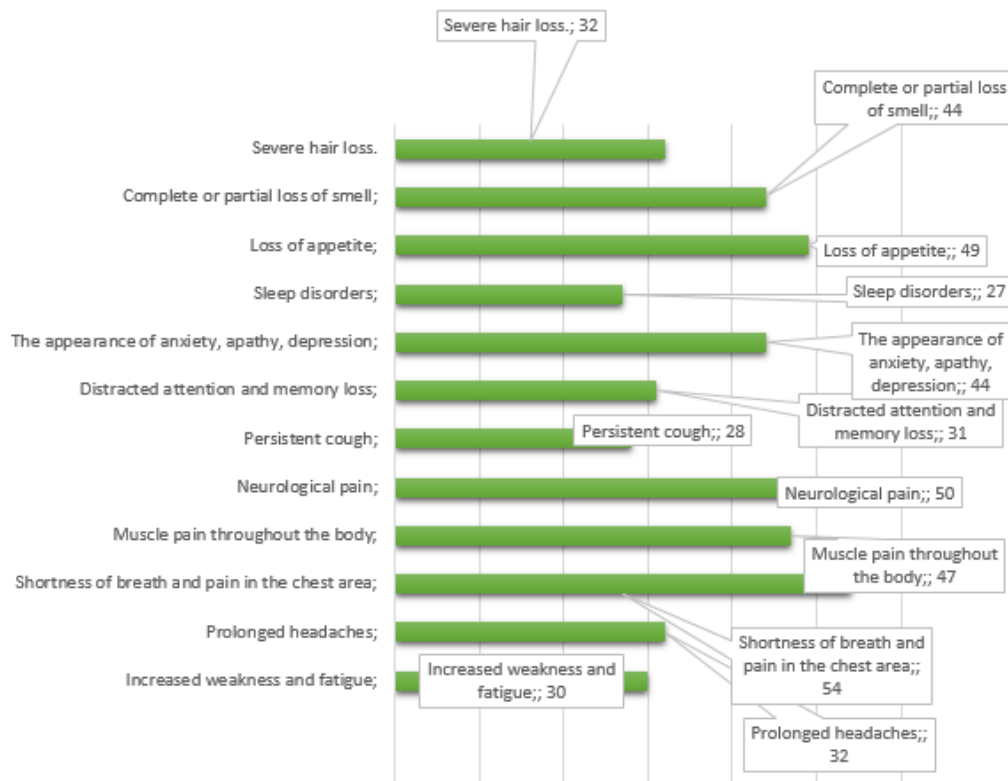 Severe hair loss.; 32
Complete or partial loss
of smell;; 44
Severe hair loss.
Complete or partial loss of smell;
Loss of appetite;
Loss of appetite;; 49
Sleep disorders;
Sleep disorders;; 27
The appearance of anxiety, apathy, depression;
The appearance of
anxiety, apathy,
depression;; 44
Distracted attention and memory loss;
Distracted attention and
memory loss;; 31
Persistent cough;
Persistent cough;; 28
Neurological pain;
Neurological pain;; 50
Muscle pain throughout the body;
Muscle pain throughout
the body;; 47
Shortness of breath and pain in the chest area;
Shortness of breath and
pain in the chest area;;
54
Prolonged headaches;
Increased weakness and fatigue;
Increased weakness and
fatigue;; 30
Prolonged headaches;;
32